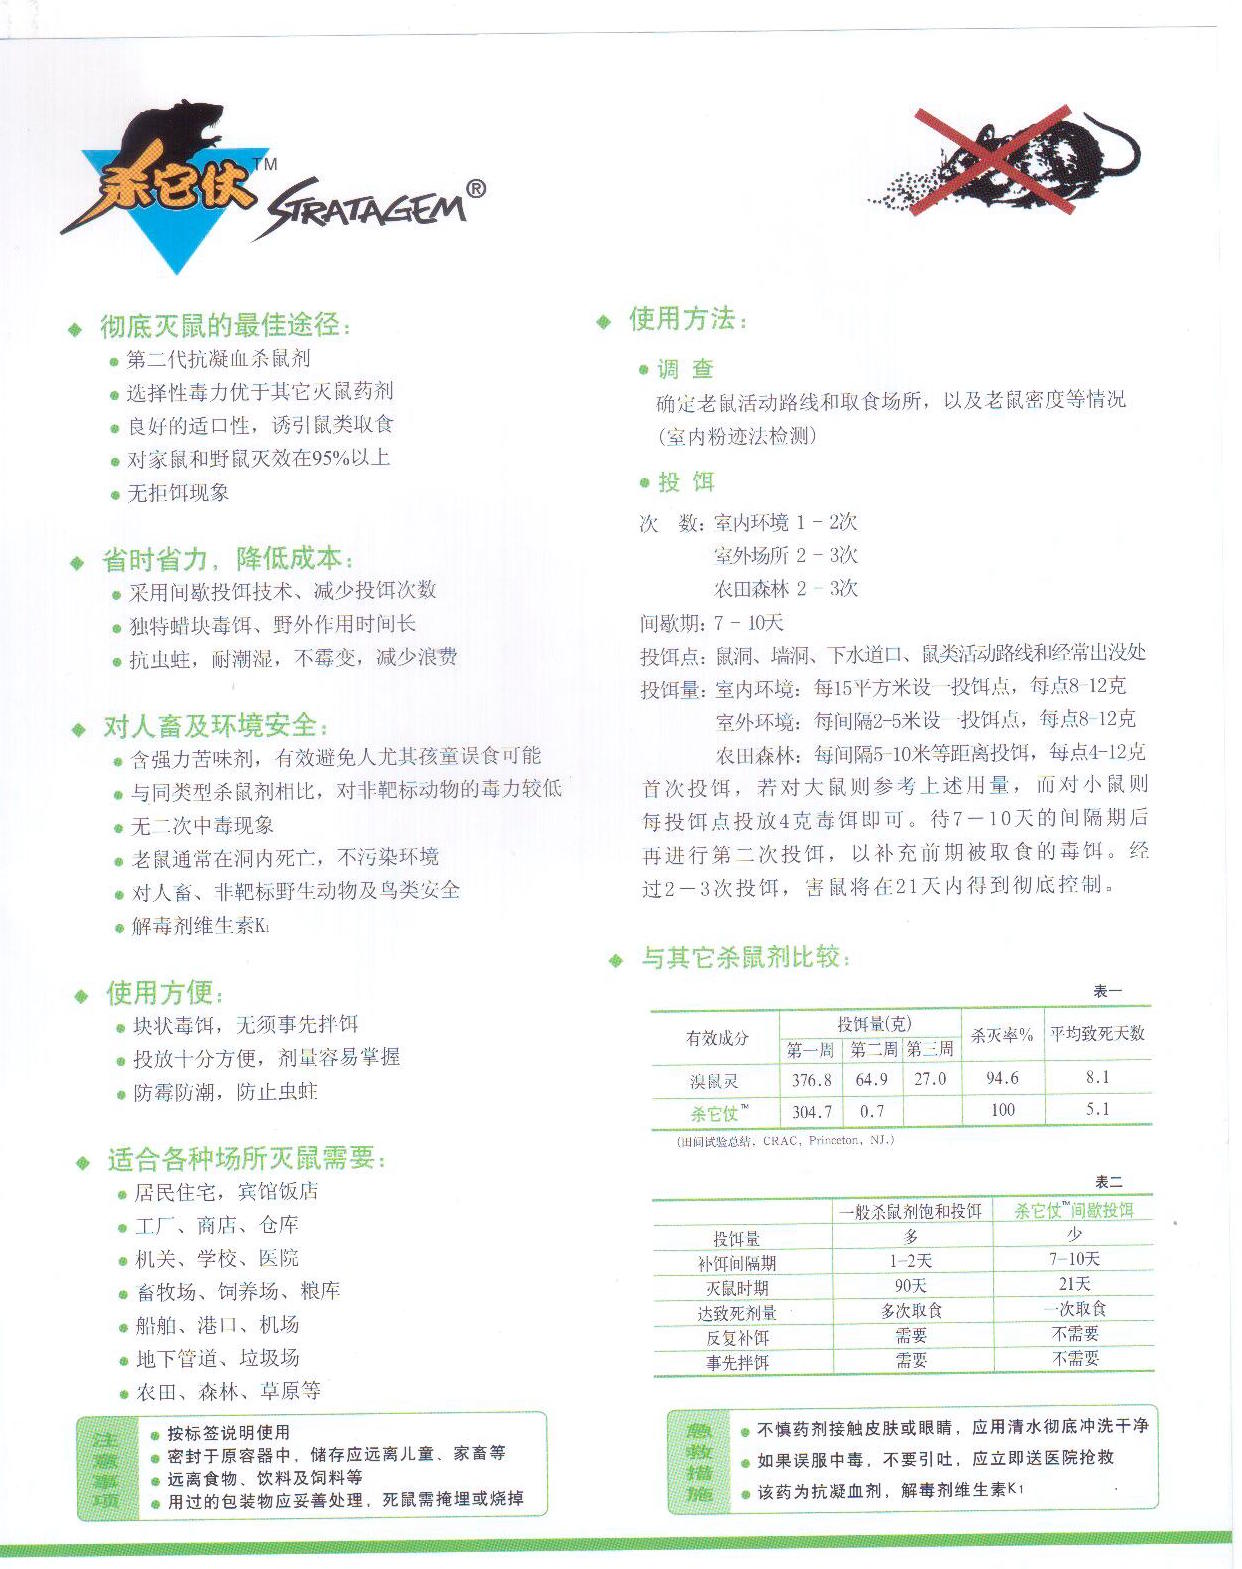 杀它仗™
STRATAGEM®
彻底灭鼠的最佳途径：
第二代抗凝血杀鼠剂
选择性毒力优于其它灭鼠药剂
良好的适口性，诱引鼠类取食
对家鼠和野鼠灭效在95%以上
无拒饵现象
省时省力，降低成本：
采用间歇投饵技术、减少投饵次数
独特蜡块毒饵、野外作用时间长
抗虫蛀，耐潮湿，不霉变，减少浪费
对人畜及环境安全：
含强力苦味剂，有效避免人尤其孩童误食可能
与同类型杀鼠剂相比，对非靶标动物的毒力较低
无二次中毒现象
老鼠通常在洞内死亡，不污染环境
对人畜、非靶标野生动物及鸟类安全
解毒剂维生素K1
使用方便：
块状毒饵，无须事先拌饵
投放十分方便，剂量容易掌握
防霉防潮，防止虫蛀
适合各种场所灭鼠需要：
居民住宅，宾馆饭店
工厂、商店、仓库
机关、学校、医院
畜牧场、饲养场、粮库
船舶、港口、机场
地下管道、垃圾场
农田、森林、草原等
注意事项
按标签说明使用
密封于原容器中，储存应远离儿童、家畜等
远离食物、饮料及饲料等
用过的包装物应妥善处理，死鼠需掩埋或烧掉
使用方法：
调 查
确定老鼠活动路线和取食场所，以及老鼠密度等情况
(室内粉迹法检测)
投 饵
次 数：室内环境 1－2次
室外场所 2－3次
农田森林 2－3次
间歇期：7－10天
投饵点：鼠洞、墙洞、下水道口、鼠类活动路线和经常出没处
投饵量：室内环境：每15平方米设一投饵点，每点8-12克
室外环境：每间隔2-5米设一投饵点，每点8-12克
农田森林：每间隔5-10米等距离投饵，每点4-12克
首次投饵，若对大鼠则参考上述用量，而对小鼠则
每投饵点投放4克毒饵即可。待7－10天的间隔期后
再进行第二次投饵，以补充前期被取食的毒饵。经
过2－3次投饵，害鼠将在21天内得到彻底控制。
与其它杀鼠剂比较：
表一
有效成分 投饵量(克) 杀灭率% 平均致死天数
第一周 第二周 第三周
溴鼠灵 376.8 64.9 27.0 94.6 8.1
杀它仗™ 304.7 0.7 100 5.1
(田间试验总结，CRAC，Princeton，NJ.)
表二
一般杀鼠剂饱和投饵 杀它仗™间歇投饵
投饵量 多 少
补饵间隔期 1-2天 7-10天
灭鼠时期 90天 21天
达致死剂量 多次取食 一次取食
反复补饵 需要 不需要
事先拌饵 需要 不需要
急救措施
不慎药剂接触皮肤或眼睛，应用清水彻底冲洗干净
如果误服中毒，不要引吐，应立即送医院抢救
该药为抗凝血剂，解毒剂维生素K1